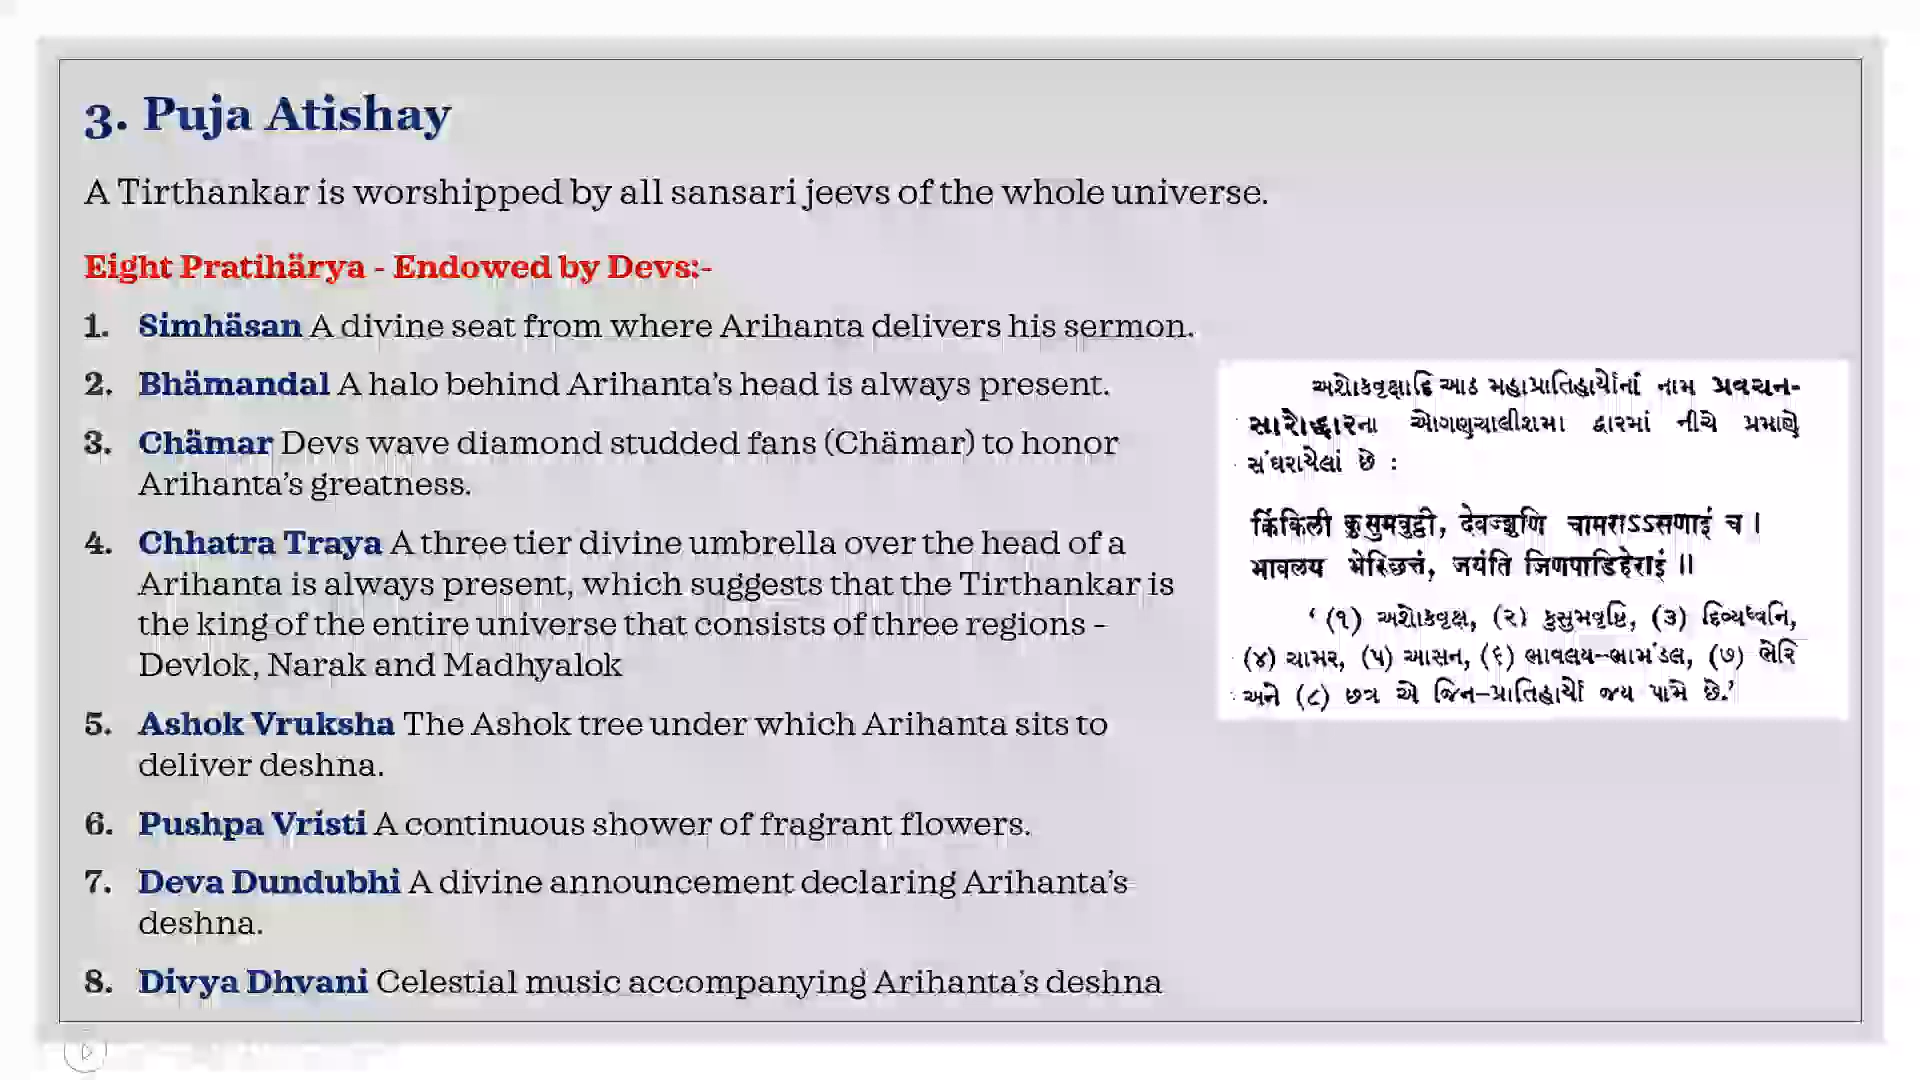 3. Puja Atishay
A Tirthankar is worshipped by all sansari jeevs of the whole universe.
Eight Pratihärya - Endowed by Devs:-
1. Simhäsan A divine seat from where Arihanta delivers his sermon.
2. Bhämandal A halo behind Arihanta’s head is always present.
3. Chämar Devs wave diamond studded fans (Chämar) to honor
Arihanta’s greatness.
4. Chhatra Traya A three tier divine umbrella over the head of a
Arihanta is always present, which suggests that the Tirthankar is
the king of the entire universe that consists of three regions -
Devlok, Narak and Madhyalok
5. Ashok Vruksha The Ashok tree under which Arihanta sits to
deliver deshna.
6. Pushpa Vristi A continuous shower of fragrant flowers.
7. Deva Dundubhi A divine announcement declaring Arihanta’s
deshna.
8. Divya Dhvani Celestial music accompanying Arihanta’s deshna
અશોકવૃક્ષાદિ આઠ મહાપ્રાતિહાર્યોનાં નામ પ્રવચન-
સારોદ્ધારના ઓગણચાલીશમા દ્વારમાં નીચે પ્રમાણે
સંઘરાયેલાં છે :
किंकिली कुसुमवुट्ठी, देवज्झुणि चामराऽऽसणाइं च ।
भावलय भेरिछत्तं, जयंति जिणपाडिहेराइं ॥
‘ (૧) અશોકવૃક્ષ, (૨) કુસુમવૃષ્ટિ, (૩) દિવ્યધ્વનિ,
(૪) ચામર, (૫) આસન, (૬) ભાવલય-ભામંડલ, (૭) ભેરિ
અને (૮) છત્ર એ જિન-પ્રાતિહાર્યો જય પામે છે.’